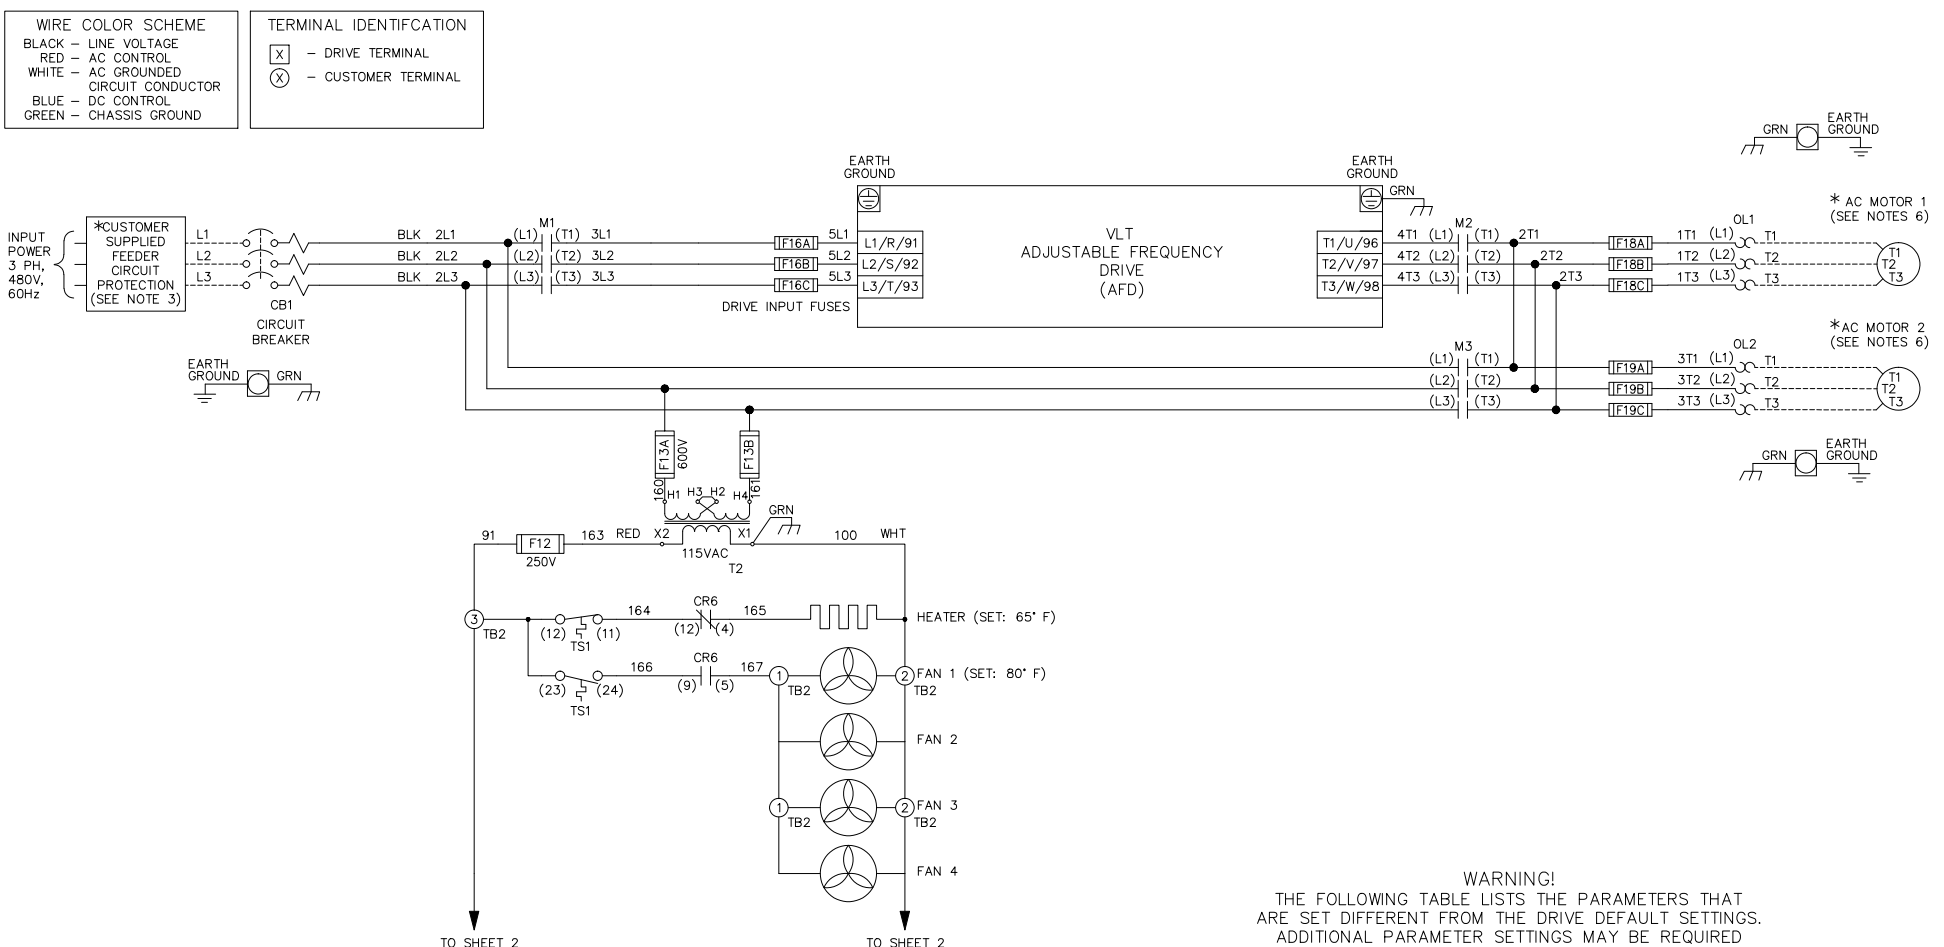 WIRE COLOR SCHEME
BLACK – LINE VOLTAGE
RED – AC CONTROL
WHITE – AC GROUNDED
CIRCUIT CONDUCTOR
BLUE – DC CONTROL
GREEN – CHASSIS GROUND
TERMINAL IDENTIFCATION
X – DRIVE TERMINAL
X – CUSTOMER TERMINAL
GRN
EARTH
GROUND
INPUT
POWER
3 PH,
480V,
60Hz
*CUSTOMER
SUPPLIED
FEEDER
CIRCUIT
PROTECTION
(SEE NOTE 3)
L1
L2
L3
CB1
CIRCUIT
BREAKER
EARTH
GROUND
GRN
BLK 2L1
BLK 2L2
BLK 2L3
M1
(L1) (T1) 3L1
(L2) (T2) 3L2
(L3) (T3) 3L3
F16A 5L1
F16B 5L2
F16C 5L3
DRIVE INPUT FUSES
EARTH
GROUND
L1/R/91
L2/S/92
L3/T/93
VLT
ADJUSTABLE FREQUENCY
DRIVE
(AFD)
EARTH
GROUND
GRN
T1/U/96
T2/V/97
T3/W/98
M2
4T1 (L1) (T1) 2T1
4T2 (L2) (T2) 2T2
4T3 (L3) (T3) 2T3
F18A 1T1 (L1)
F18B 1T2 (L2)
F18C 1T3 (L3)
OL1
T1
T2
T3
* AC MOTOR 1
(SEE NOTES 6)
T1
T2
T3
M3
(L1) (T1)
(L2) (T2)
(L3) (T3)
F19A 3T1 (L1)
F19B 3T2 (L2)
F19C 3T3 (L3)
OL2
T1
T2
T3
*AC MOTOR 2
(SEE NOTES 6)
T1
T2
T3
GRN
EARTH
GROUND
F13A
600V
F13B
160
161
H1 H3 H2 H4
GRN
91 F12 163 RED X2 X1 100 WHT
250V
115VAC
T2
3
TB2
(12) (11)
TS1
164
CR6
(12) (4)
165
HEATER (SET: 65° F)
(23) (24)
TS1
166
CR6
(9) (5)
167
1
TB2
2
TB2
FAN 1 (SET: 80° F)
FAN 2
1
TB2
2
TB2
FAN 3
FAN 4
TO SHEET 2
TO SHEET 2
WARNING!
THE FOLLOWING TABLE LISTS THE PARAMETERS THAT
ARE SET DIFFERENT FROM THE DRIVE DEFAULT SETTINGS.
ADDITIONAL PARAMETER SETTINGS MAY BE REQUIRED